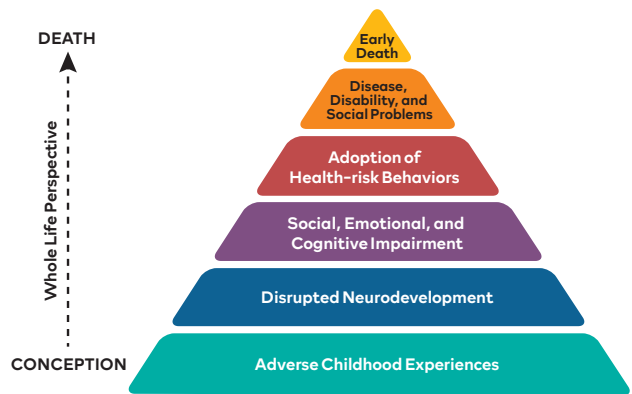 DEATH
Whole Life Perspective
CONCEPTION
Early
Death
Disease,
Disability, and
Social Problems
Adoption of
Health-risk Behaviors
Social, Emotional, and
Cognitive Impairment
Disrupted Neurodevelopment
Adverse Childhood Experiences